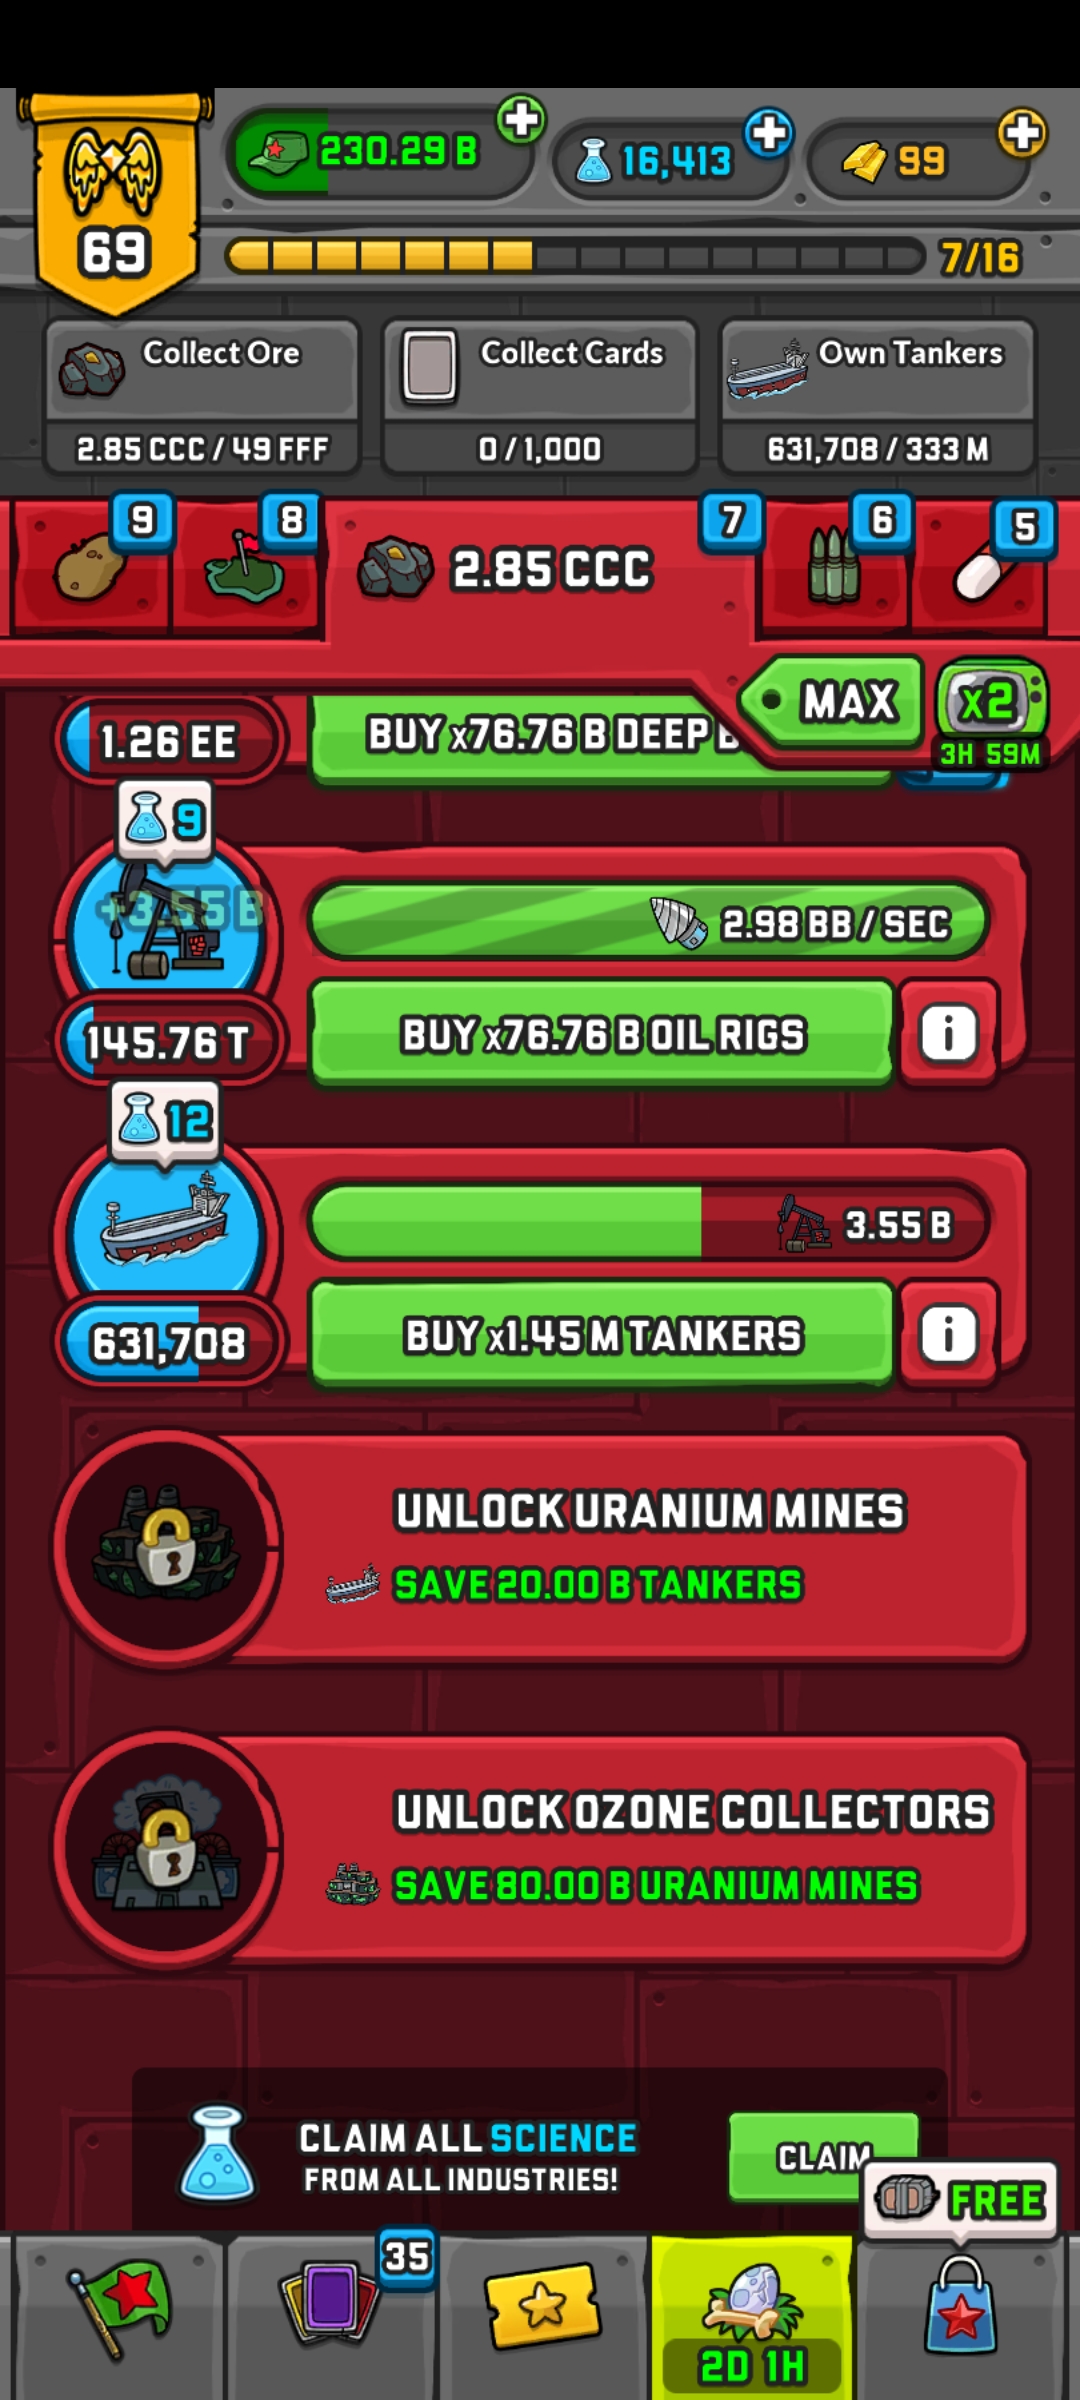 69
230.29 B
16,413
99
7/16
Collect Ore
2.85 CCC / 49 FFF
Collect Cards
0 / 1,000
Own Tankers
631,708 / 333 M
9
8
2.85 CCC
7
6
5
MAX
x2
3H 59M
1.26 EE
BUY x76.76 B DEEP B
9
+3.55 B
2.98 BB / SEC
145.76 T
BUY x76.76 B OIL RIGS
i
12
3.55 B
631,708
BUY x1.45 M TANKERS
i
UNLOCK URANIUM MINES
SAVE 20.00 B TANKERS
UNLOCK OZONE COLLECTORS
SAVE 80.00 B URANIUM MINES
CLAIM ALL SCIENCE
FROM ALL INDUSTRIES!
CLAIM
FREE
35
2D 1H